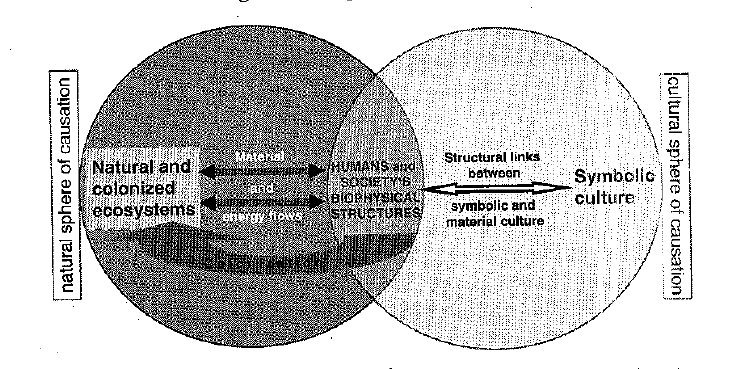 natural sphere of causation
Natural and
colonized
ecosystems
Material
and
energy flows
HUMANS and
SOCIETY'S
BIOPHYSICAL
STRUCTURES
Structural links
between
symbolic and
material culture
Symbolic
culture
cultural sphere of causation